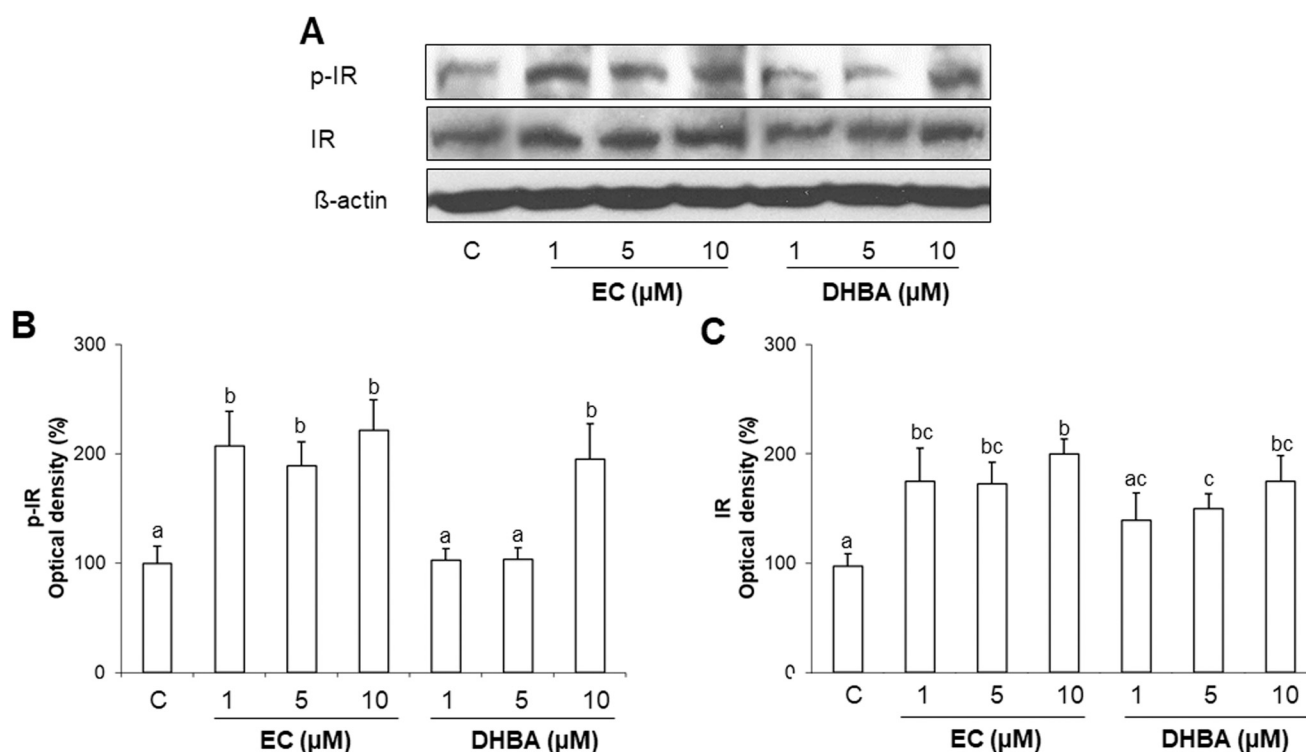 A
p-IR
IR
ß-actin
C 1 5 10 1 5 10
EC (µM) DHBA (µM)
B
p-IR
Optical density (%)
300
200
100
0
a b b b a a b
C 1 5 10 1 5 10
EC (µM) DHBA (µM)
C
IR
Optical density (%)
300
200
100
0
a bc bc b ac c bc
C 1 5 10 1 5 10
EC (µM) DHBA (µM)